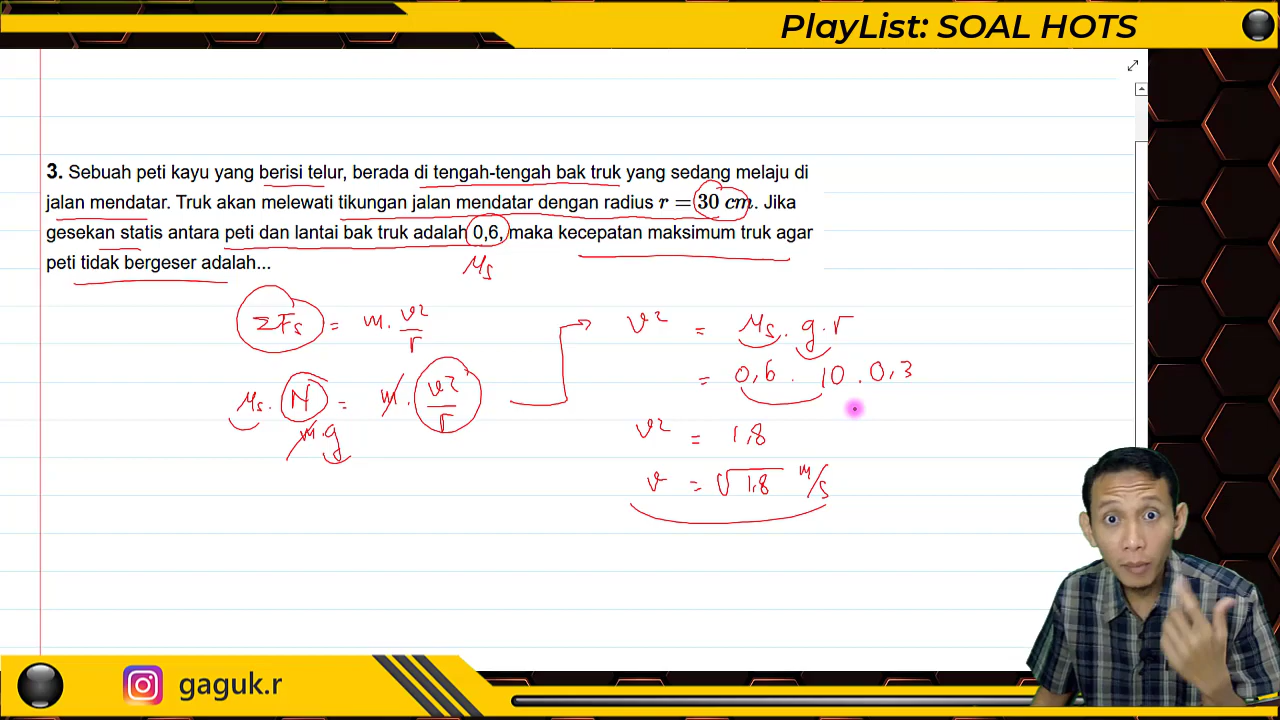 PlayList: SOAL HOTS
3. Sebuah peti kayu yang berisi telur, berada di tengah-tengah bak truk yang sedang melaju di
jalan mendatar. Truk akan melewati tikungan jalan mendatar dengan radius r = 30 cm. Jika
gesekan statis antara peti dan lantai bak truk adalah 0,6, maka kecepatan maksimum truk agar
peti tidak bergeser adalah...
μs
ΣFs = m. v²/r
μs. N = m. v²/r
m.g
v² = μs. g. r
= 0,6 . 10 . 0,3
v² = 1,8
v = √1,8 m/s
gaguk.r